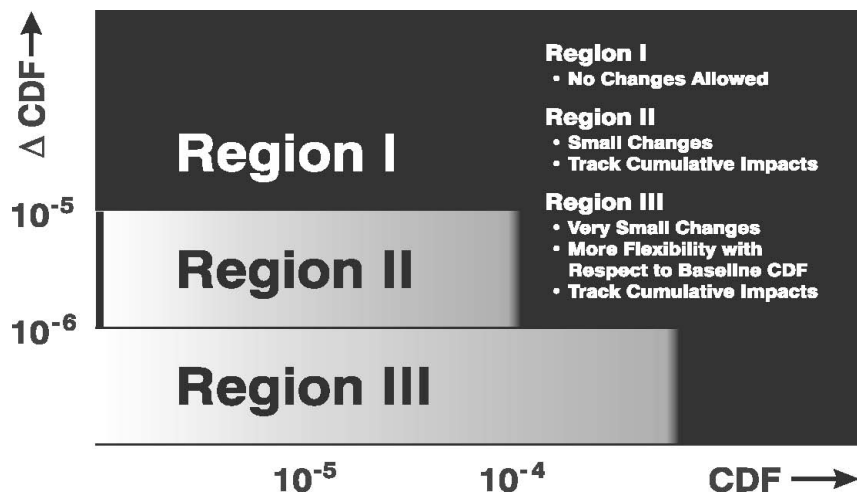 Δ CDF→
Region I
• No Changes Allowed
Region II
• Small Changes
• Track Cumulative Impacts
Region III
• Very Small Changes
• More Flexibility with
Respect to Baseline CDF
• Track Cumulative Impacts
Region I
10⁻⁵
Region II
10⁻⁶
Region III
10⁻⁵
10⁻⁴
CDF→